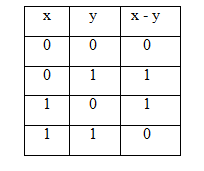 x y x - y
0 0 0
0 1 1
1 0 1
1 1 0